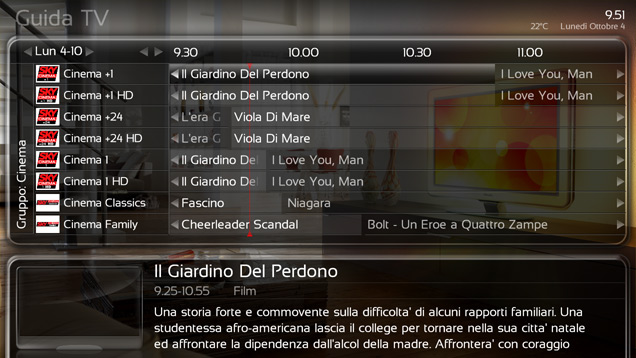 Guida TV
9.51
22°C Lunedì Ottobre 4
Lun 4-10 9.30 10.00 10.30 11.00
Gruppo: Cinema
Cinema +1 Il Giardino Del Perdono I Love You, Man
Cinema +1 HD Il Giardino Del Perdono I Love You, Man
Cinema +24 L'era G Viola Di Mare
Cinema +24 HD L'era G Viola Di Mare
Cinema 1 Il Giardino De I Love You, Man
Cinema 1 HD Il Giardino De I Love You, Man
Cinema Classics Fascino Niagara
Cinema Family Cheerleader Scandal Bolt - Un Eroe a Quattro Zampe
Il Giardino Del Perdono
9.25-10.55 Film
Una storia forte e commovente sulla difficolta' di alcuni rapporti familiari. Una
studentessa afro-americana lascia il college per tornare nella sua citta' natale
ed affrontare la dipendenza dall'alcol della madre. Affrontera' con coraggio